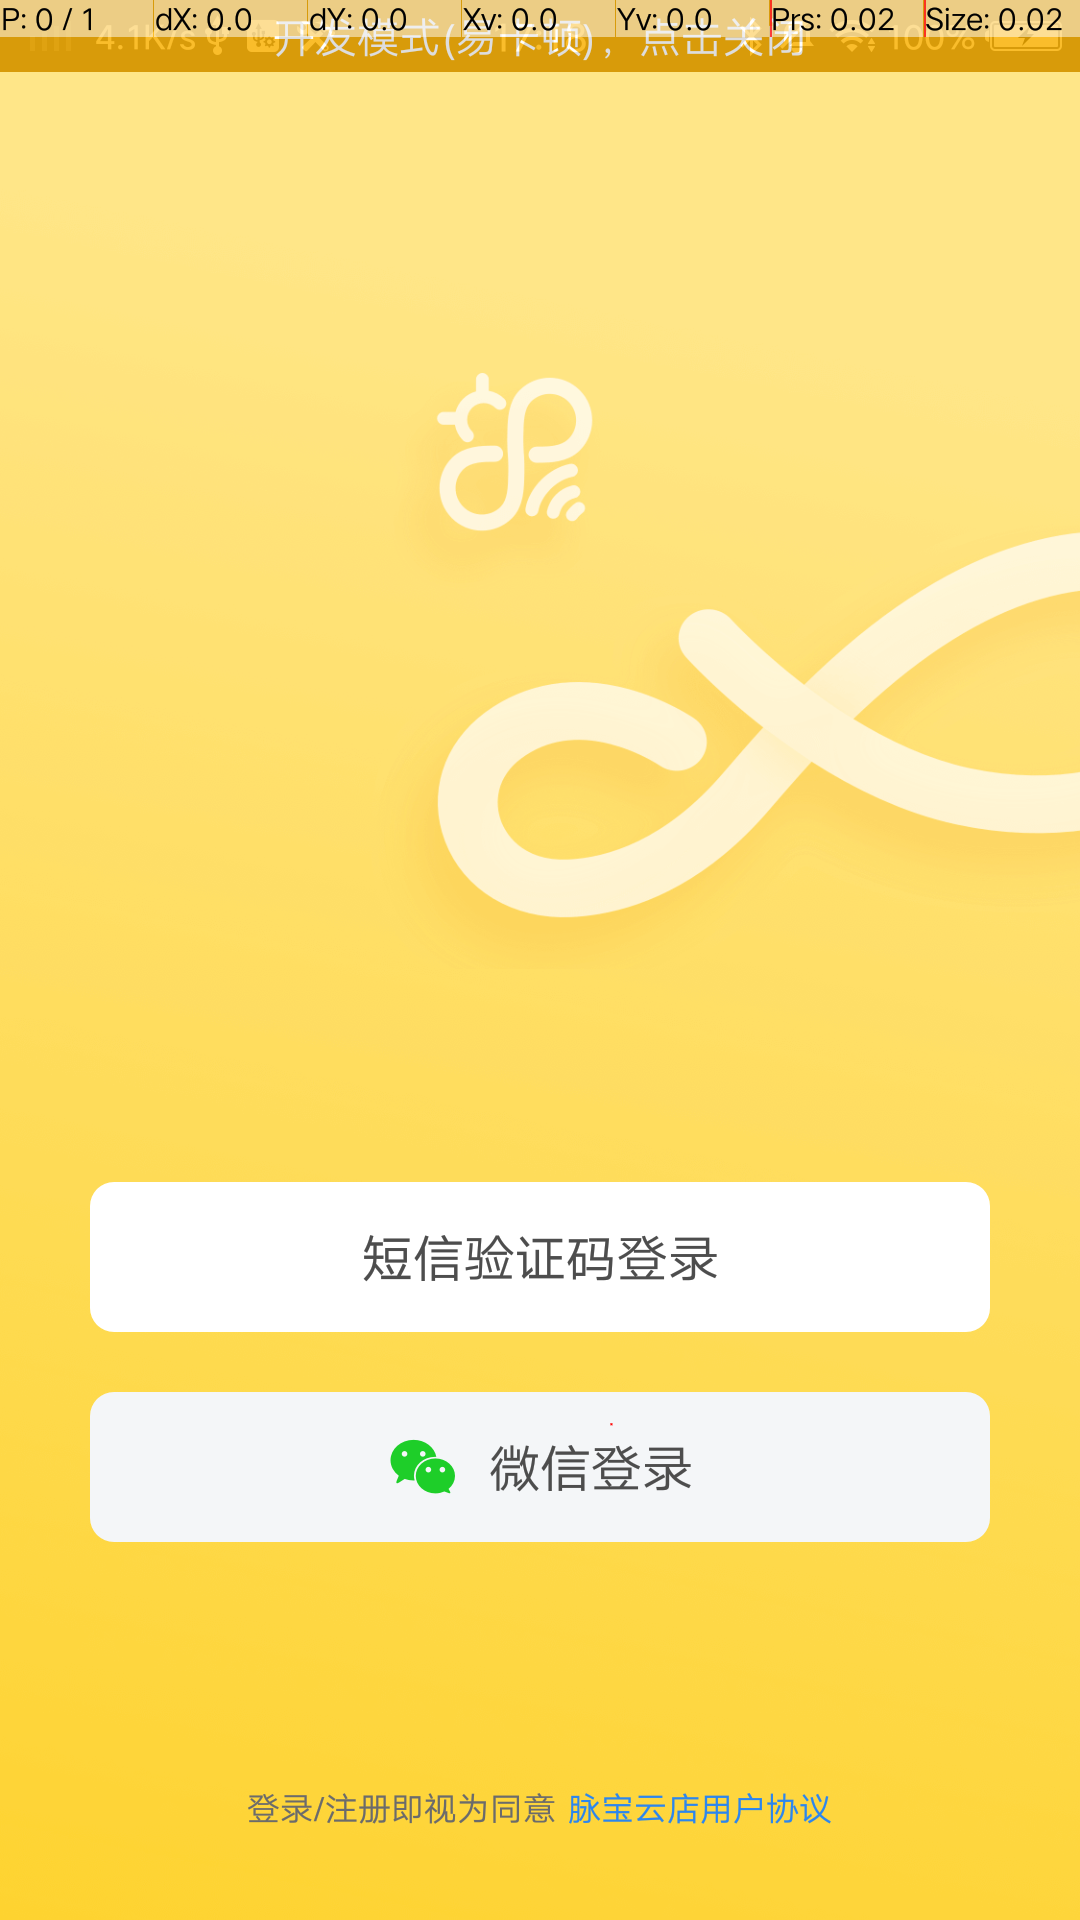 P: 0 / 1 dX: 0.0 dY: 0.0 Xv: 0.0 Yv: 0.0 Prs: 0.02 Size: 0.02
4.1K/s 开发模式(易卡顿)，点击关闭 100%
短信验证码登录
微信登录
登录/注册即视为同意 脉宝云店用户协议